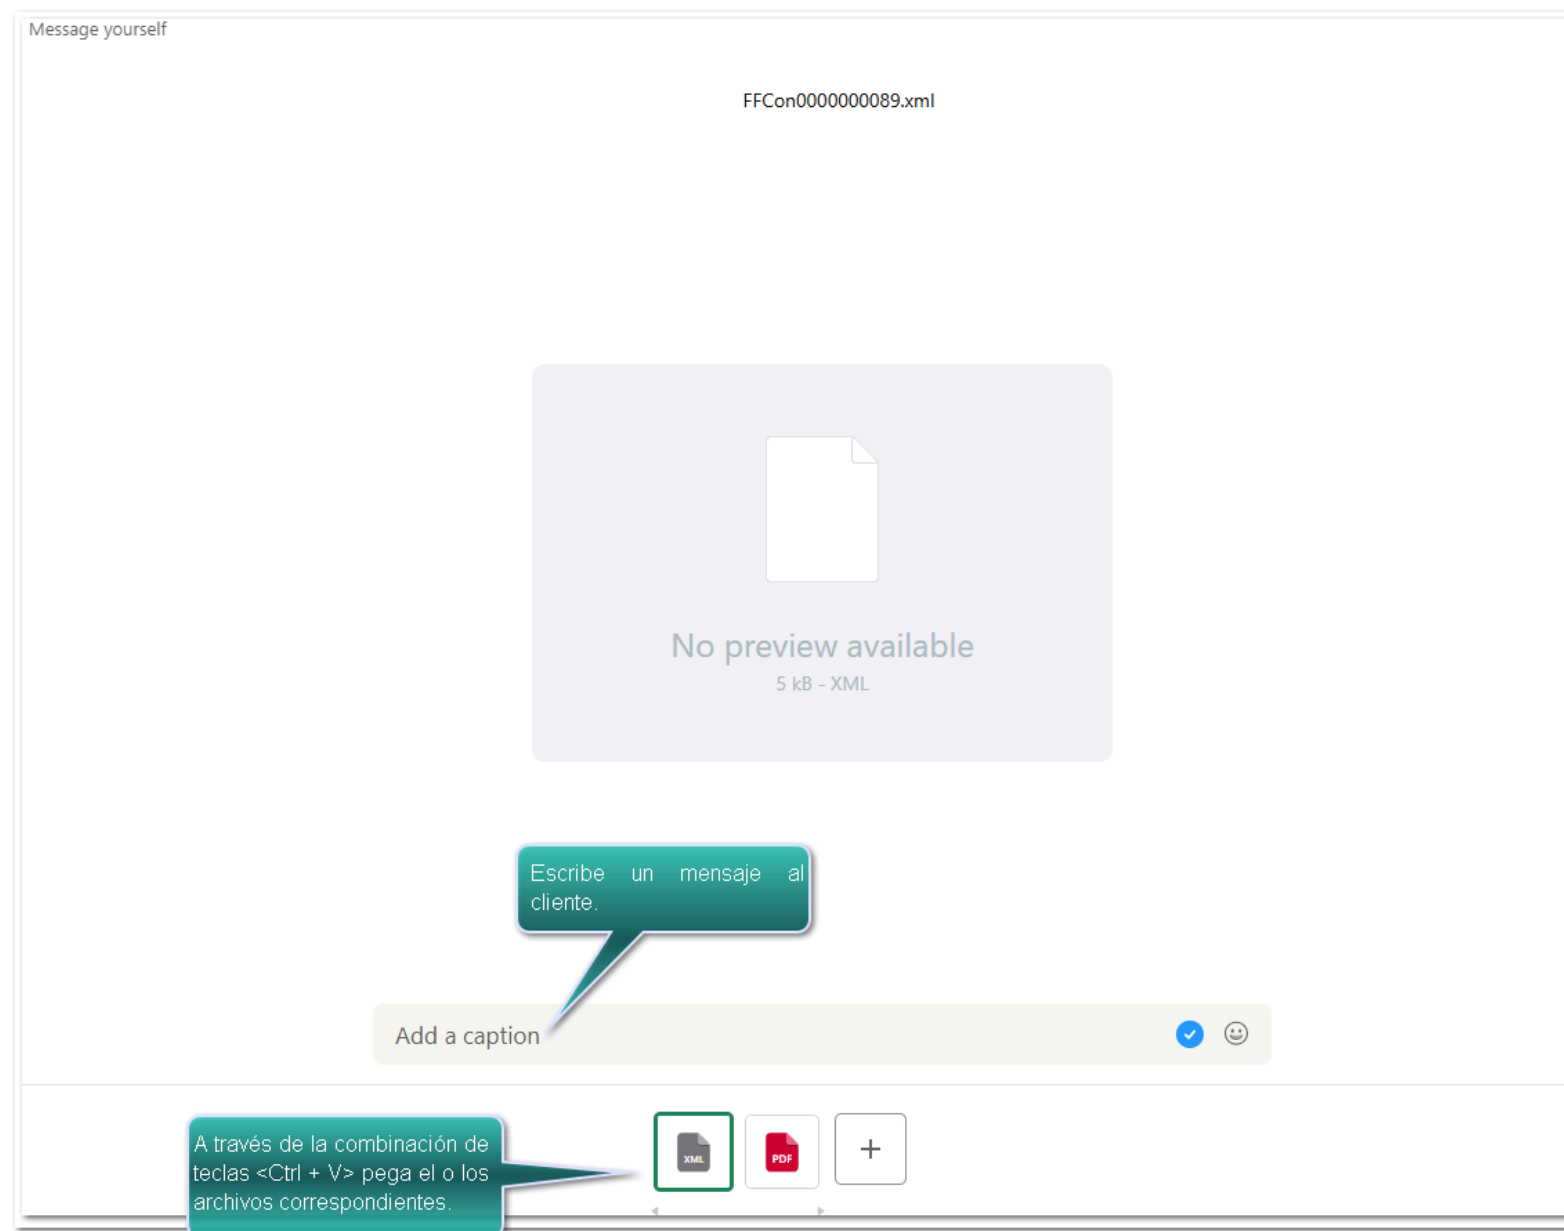 Message yourself
FFCon0000000089.xml
No preview available
5 kB - XML
Escribe un mensaje al
cliente.
Add a caption
A través de la combinación de
teclas <Ctrl + V> pega el o los
archivos correspondientes.
XML
PDF